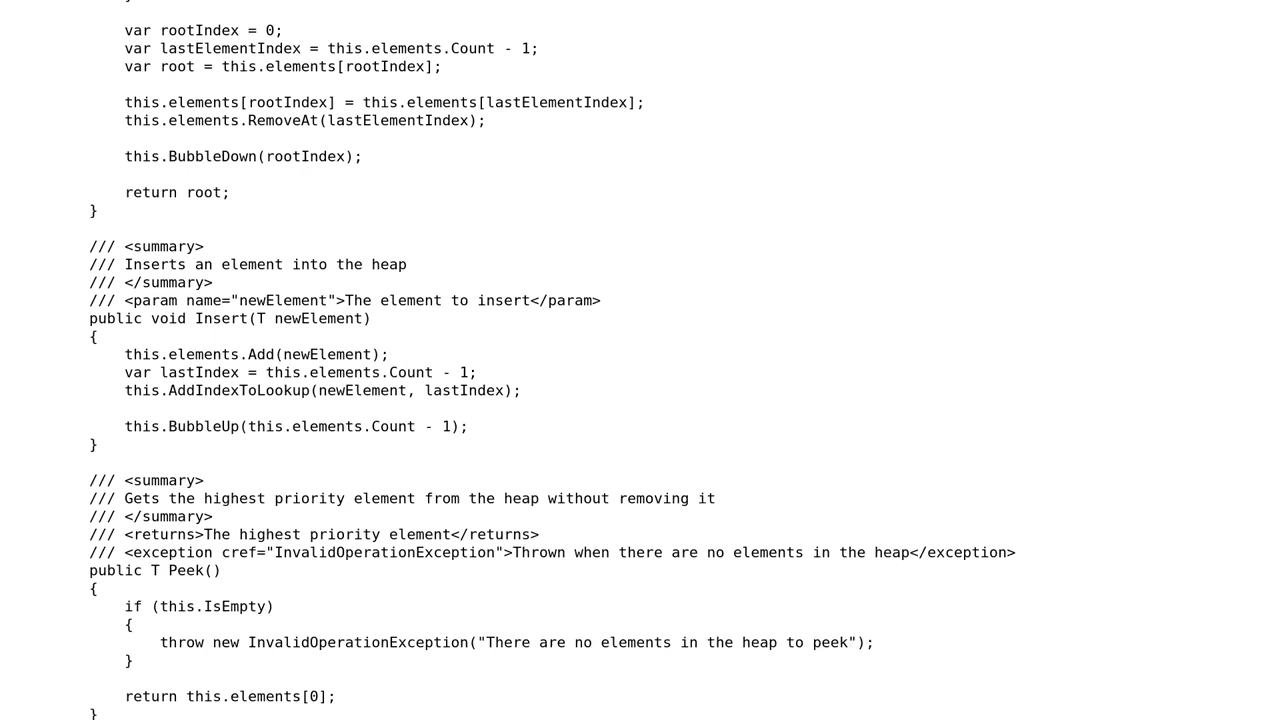 var rootIndex = 0;
var lastElementIndex = this.elements.Count - 1;
var root = this.elements[rootIndex];
this.elements[rootIndex] = this.elements[lastElementIndex];
this.elements.RemoveAt(lastElementIndex);
this.BubbleDown(rootIndex);
return root;
}
/// <summary>
/// Inserts an element into the heap
/// </summary>
/// <param name="newElement">The element to insert</param>
public void Insert(T newElement)
{
this.elements.Add(newElement);
var lastIndex = this.elements.Count - 1;
this.AddIndexToLookup(newElement, lastIndex);
this.BubbleUp(this.elements.Count - 1);
}
/// <summary>
/// Gets the highest priority element from the heap without removing it
/// </summary>
/// <returns>The highest priority element</returns>
/// <exception cref="InvalidOperationException">Thrown when there are no elements in the heap</exception>
public T Peek()
{
if (this.IsEmpty)
{
throw new InvalidOperationException("There are no elements in the heap to peek");
}
return this.elements[0];
}